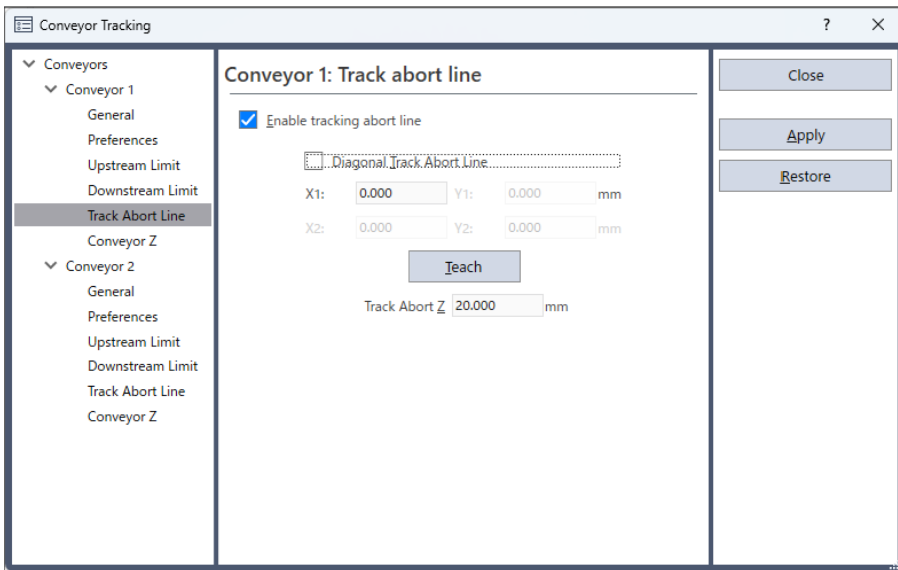 Conveyor Tracking
?
Conveyors
Conveyor 1
General
Preferences
Upstream Limit
Downstream Limit
Track Abort Line
Conveyor Z
Conveyor 2
General
Preferences
Upstream Limit
Downstream Limit
Track Abort Line
Conveyor Z
Conveyor 1: Track abort line
Enable tracking abort line
Diagonal Track Abort Line
X1: 0.000 Y1: 0.000 mm
X2: 0.000 Y2: 0.000 mm
Teach
Track Abort Z 20.000 mm
Close
Apply
Restore